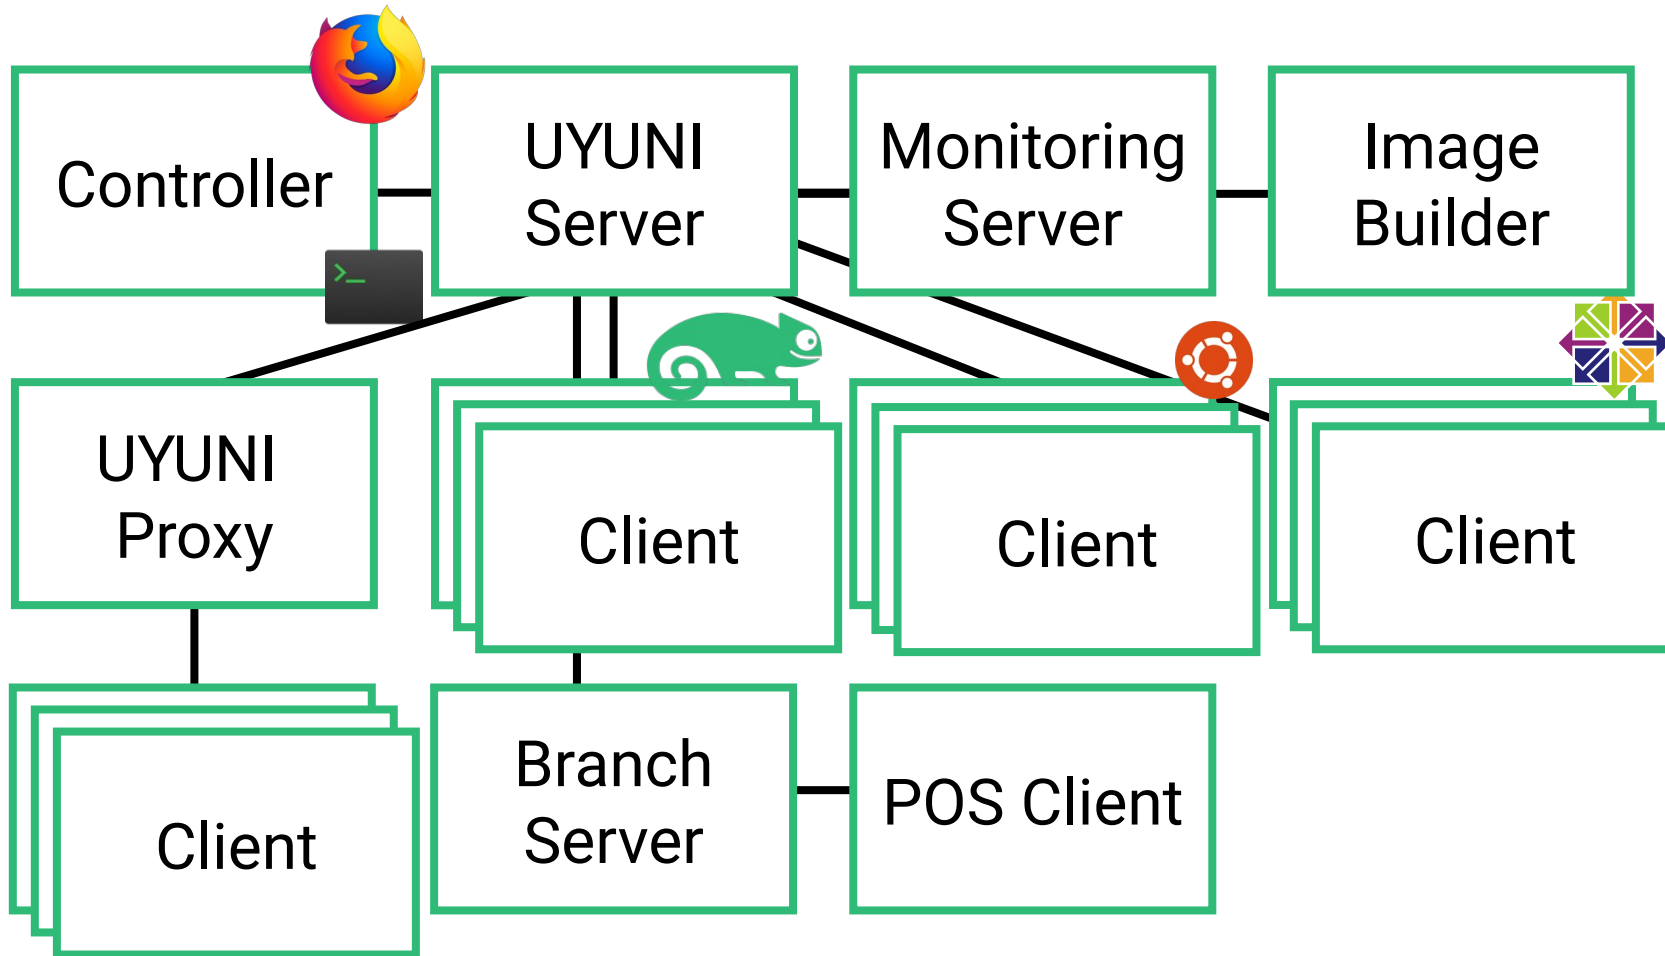 Controller
UYUNI
Server
Monitoring
Server
Image
Builder
>_
UYUNI
Proxy
Client
Client
Client
Client
Branch
Server
POS Client